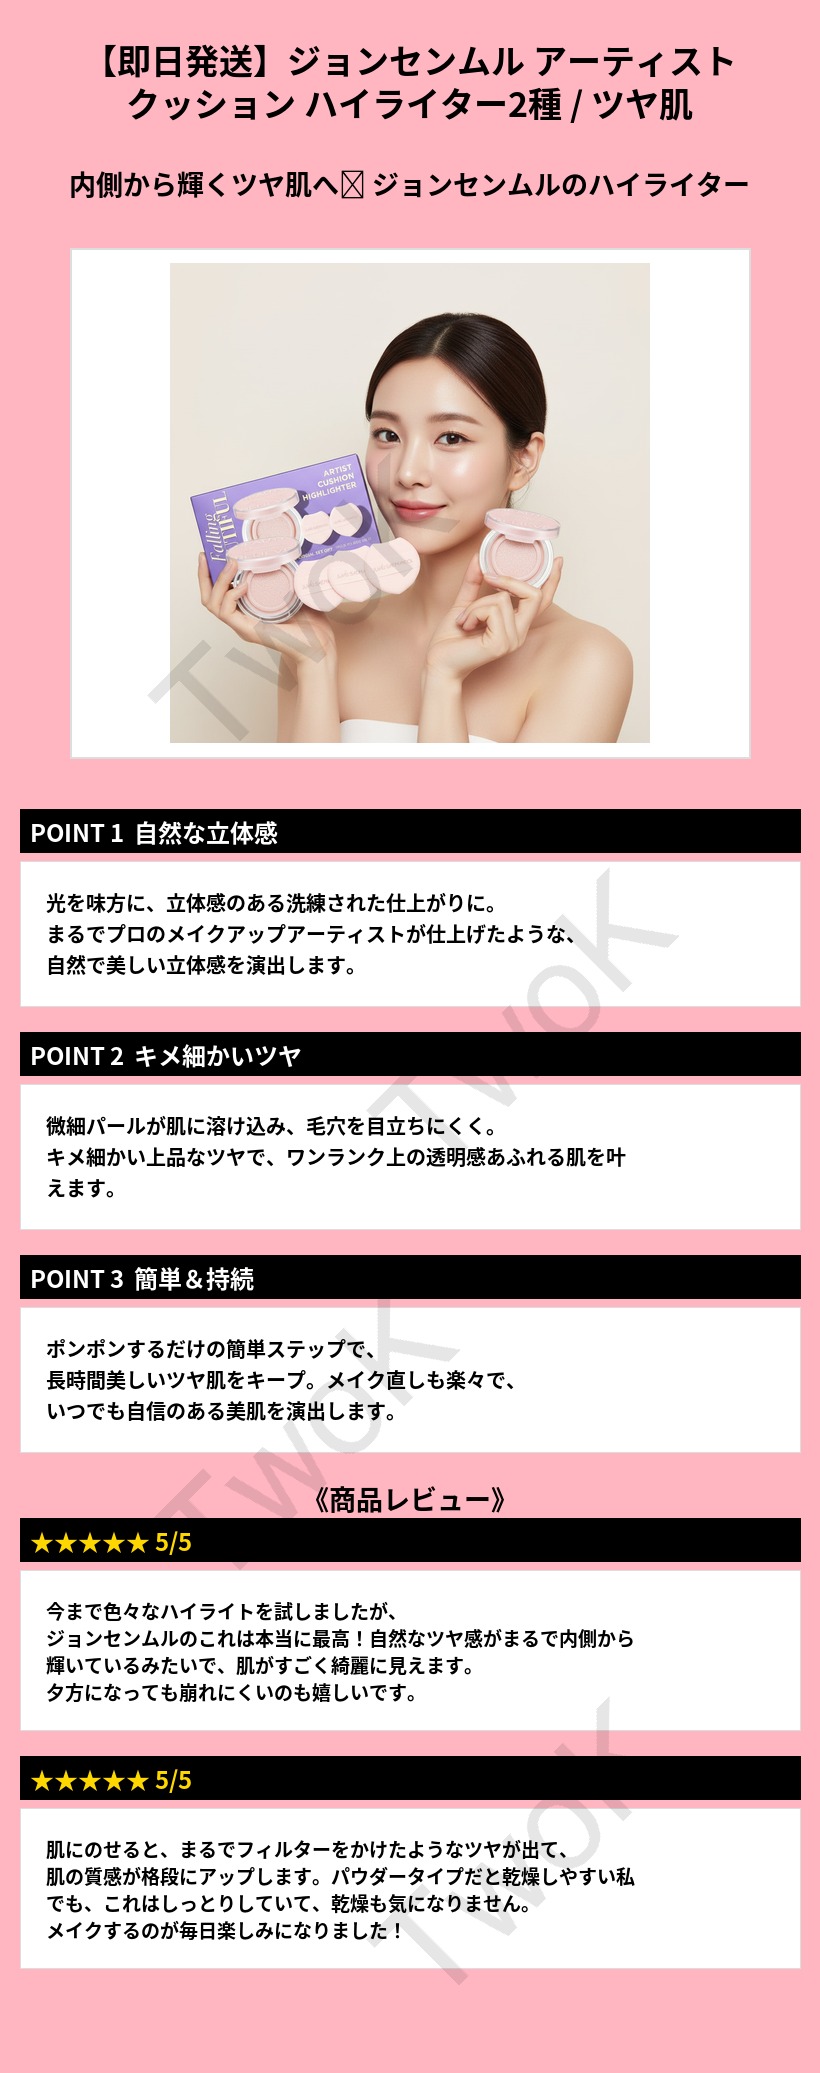 【即日発送】ジョンセンムル アーティスト
クッション ハイライター2種 / ツヤ肌
内側から輝くツヤ肌へ ジョンセンムルのハイライター
ARTIST
CUSHION
HIGHLIGHTER
Falling
TwoK
POINT 1 自然な立体感
光を味方に、立体感のある洗練された仕上がりに。
まるでプロのメイクアップアーティストが仕上げたような、
自然で美しい立体感を演出します。
TwoK
POINT 2 キメ細かいツヤ
微細パールが肌に溶け込み、毛穴を目立ちにくく。
キメ細かい上品なツヤで、ワンランク上の透明感あふれる肌を叶
えます。
POINT 3 簡単＆持続
ポンポンするだけの簡単ステップで、
長時間美しいツヤ肌をキープ。メイク直しも楽々で、
いつでも自信のある美肌を演出します。
TwoK
《商品レビュー》
★★★★★ 5/5
今まで色々なハイライトを試しましたが、
ジョンセンムルのこれは本当に最高！自然なツヤ感がまるで内側から
輝いているみたいで、肌がすごく綺麗に見えます。
夕方になっても崩れにくいのも嬉しいです。
★★★★★ 5/5
肌にのせると、まるでフィルターをかけたようなツヤが出て、
肌の質感が格段にアップします。パウダータイプだと乾燥しやすい私
でも、これはしっとりしていて、乾燥も気になりません。
メイクするのが毎日楽しみになりました！
TwoK